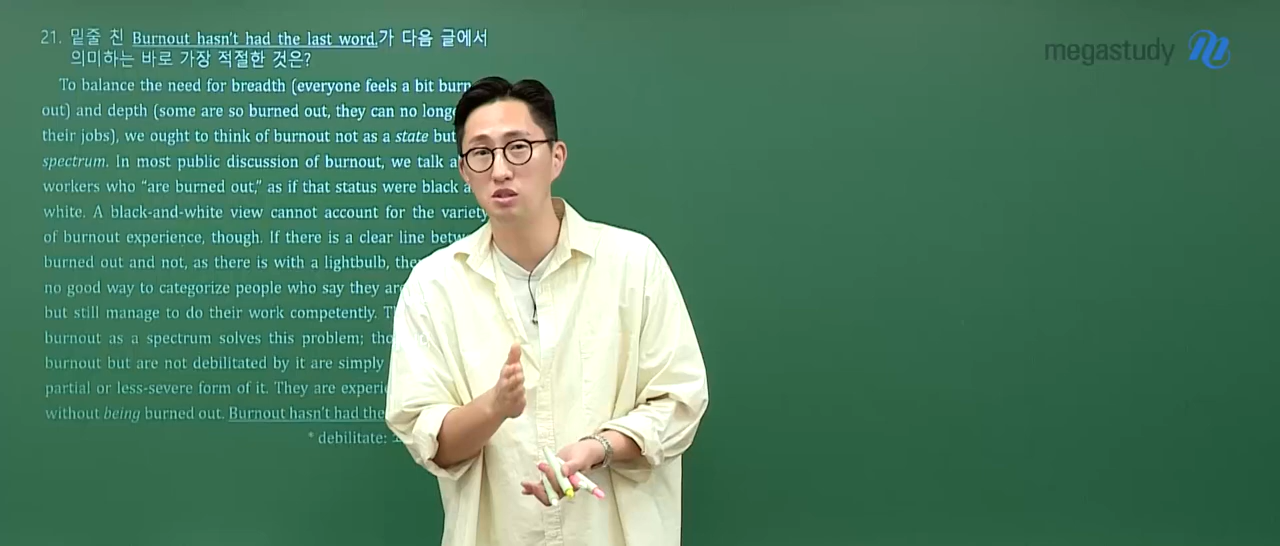 21. 밑줄 친 Burnout hasn't had the last word.가 다음 글에서
의미하는 바로 가장 적절한 것은?
To balance the need for breadth (everyone feels a bit burn
out) and depth (some are so burned out, they can no
their jobs), we ought to think of burnout not as a state but
spectrum. In most public discussion of burnout, we talk
workers who "are burned out," as if that status were black
white. A black-and-white view cannot account for the variety
of burnout experience, though. If there is a clear line
burned out and not, as there is with a lightbulb,
no good way to categorize people who say they
but still manage to do their work competently.
burnout as a spectrum solves this problem;
burnout but are not debilitated by it are simply
partial or less-severe form of it. They are
without being burned out. Burnout hasn't had the
* debilitate:
megastudy